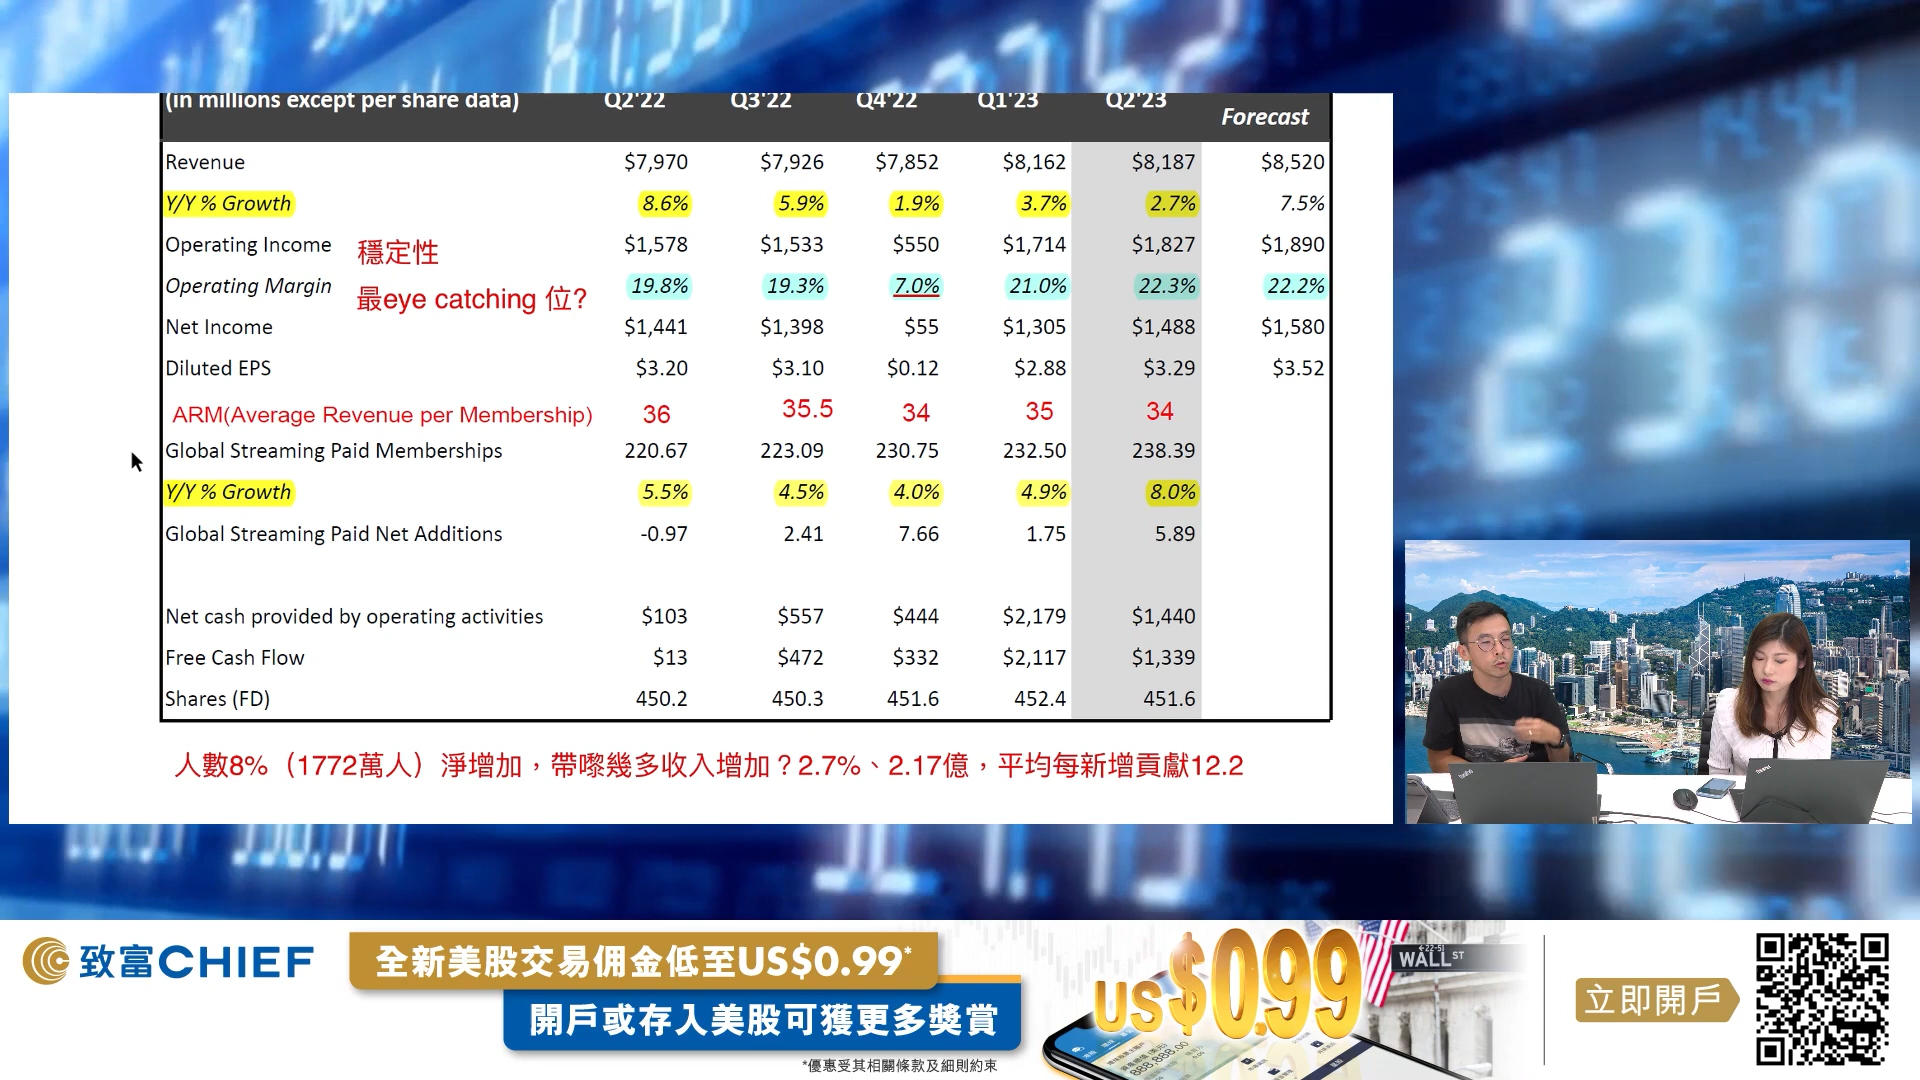 (in millions except per share data) Q2'22 Q3'22 Q4'22 Q1'23 Q2'23
Forecast
Revenue $7,970 $7,926 $7,852 $8,162 $8,187 $8,520
Y/Y % Growth 8.6% 5.9% 1.9% 3.7% 2.7% 7.5%
Operating Income $1,578 $1,533 $550 $1,714 $1,827 $1,890
穩定性
Operating Margin 19.8% 19.3% 7.0% 21.0% 22.3% 22.2%
最eye catching 位?
Net Income $1,441 $1,398 $55 $1,305 $1,488 $1,580
Diluted EPS $3.20 $3.10 $0.12 $2.88 $3.29 $3.52
ARM(Average Revenue per Membership) 36 35.5 34 35 34
Global Streaming Paid Memberships 220.67 223.09 230.75 232.50 238.39
Y/Y % Growth 5.5% 4.5% 4.0% 4.9% 8.0%
Global Streaming Paid Net Additions -0.97 2.41 7.66 1.75 5.89
Net cash provided by operating activities $103 $557 $444 $2,179 $1,440
Free Cash Flow $13 $472 $332 $2,117 $1,339
Shares (FD) 450.2 450.3 451.6 452.4 451.6
人數8%（1772萬人）淨增加，帶嚟幾多收入增加？2.7%、2.17億，平均每新增貢獻12.2
23.0
致富CHIEF
全新美股交易佣金低至US$0.99*
開戶或存入美股可獲更多獎賞
*優惠受其相關條款及細則約束
US$0.99
WALL ST
立即開戶